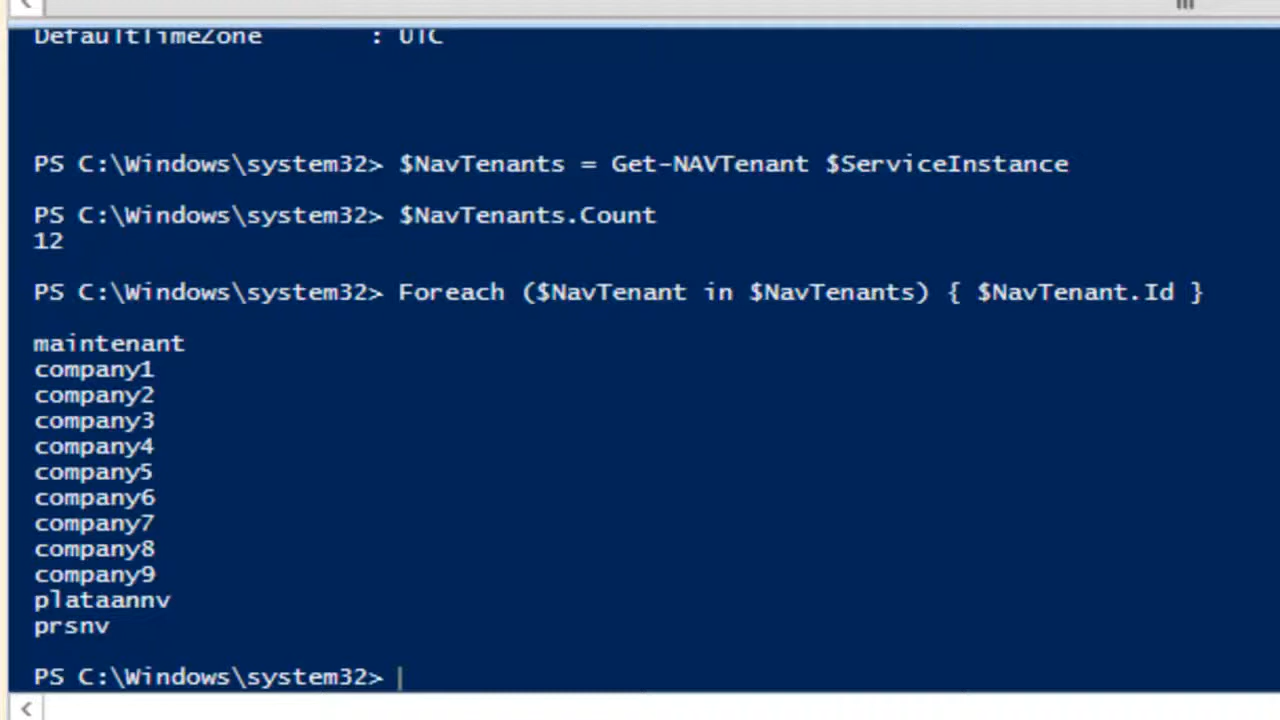 DefaultTimeZone : UTC
PS C:\Windows\system32> $NavTenants = Get-NAVTenant $ServiceInstance
PS C:\Windows\system32> $NavTenants.Count
12
PS C:\Windows\system32> Foreach ($NavTenant in $NavTenants) { $NavTenant.Id }
maintenant
company1
company2
company3
company4
company5
company6
company7
company8
company9
plataannv
prsnv
PS C:\Windows\system32>